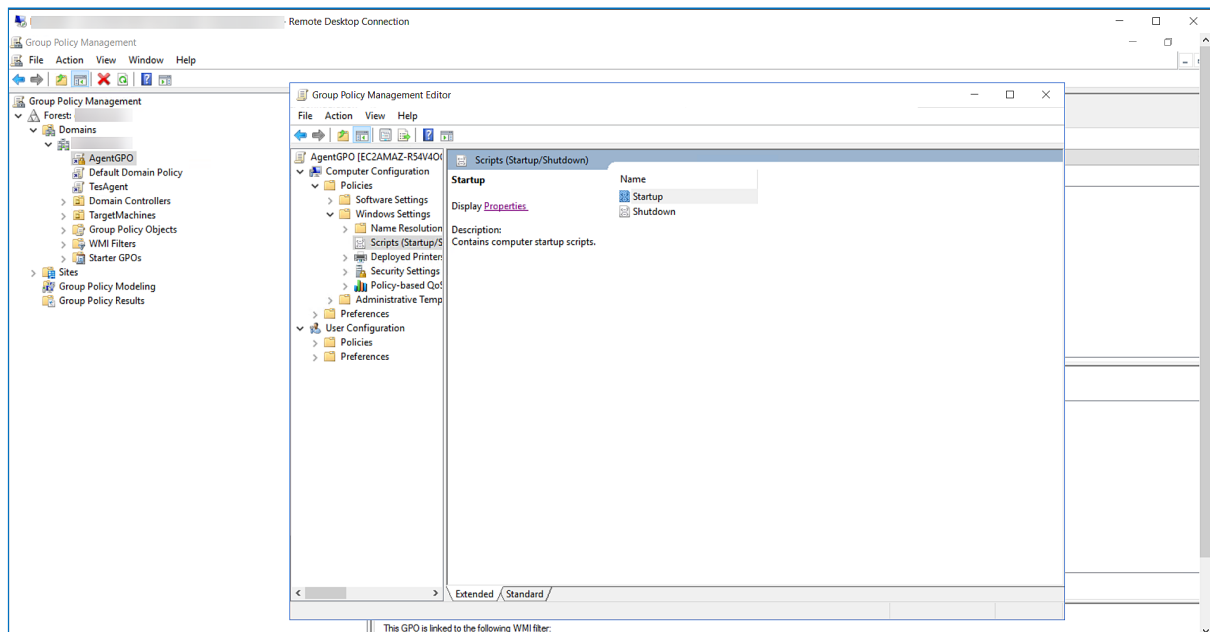 - Remote Desktop Connection
Group Policy Management
File Action View Window Help
Group Policy Management
Forest:
Domains
AgentGPO
Default Domain Policy
TesAgent
Domain Controllers
TargetMachines
Group Policy Objects
WMI Filters
Starter GPOs
Sites
Group Policy Modeling
Group Policy Results
Group Policy Management Editor
File Action View Help
AgentGPO [EC2AMAZ-R54V4O
Computer Configuration
Policies
Software Settings
Windows Settings
Name Resolution
Scripts (Startup/S
Deployed Printer
Security Settings
Policy-based QoS
Administrative Temp
Preferences
User Configuration
Policies
Preferences
Scripts (Startup/Shutdown)
Startup
Display Properties
Description:
Contains computer startup scripts.
Name
Startup
Shutdown
Extended Standard
This GPO is linked to the following WMI filter: